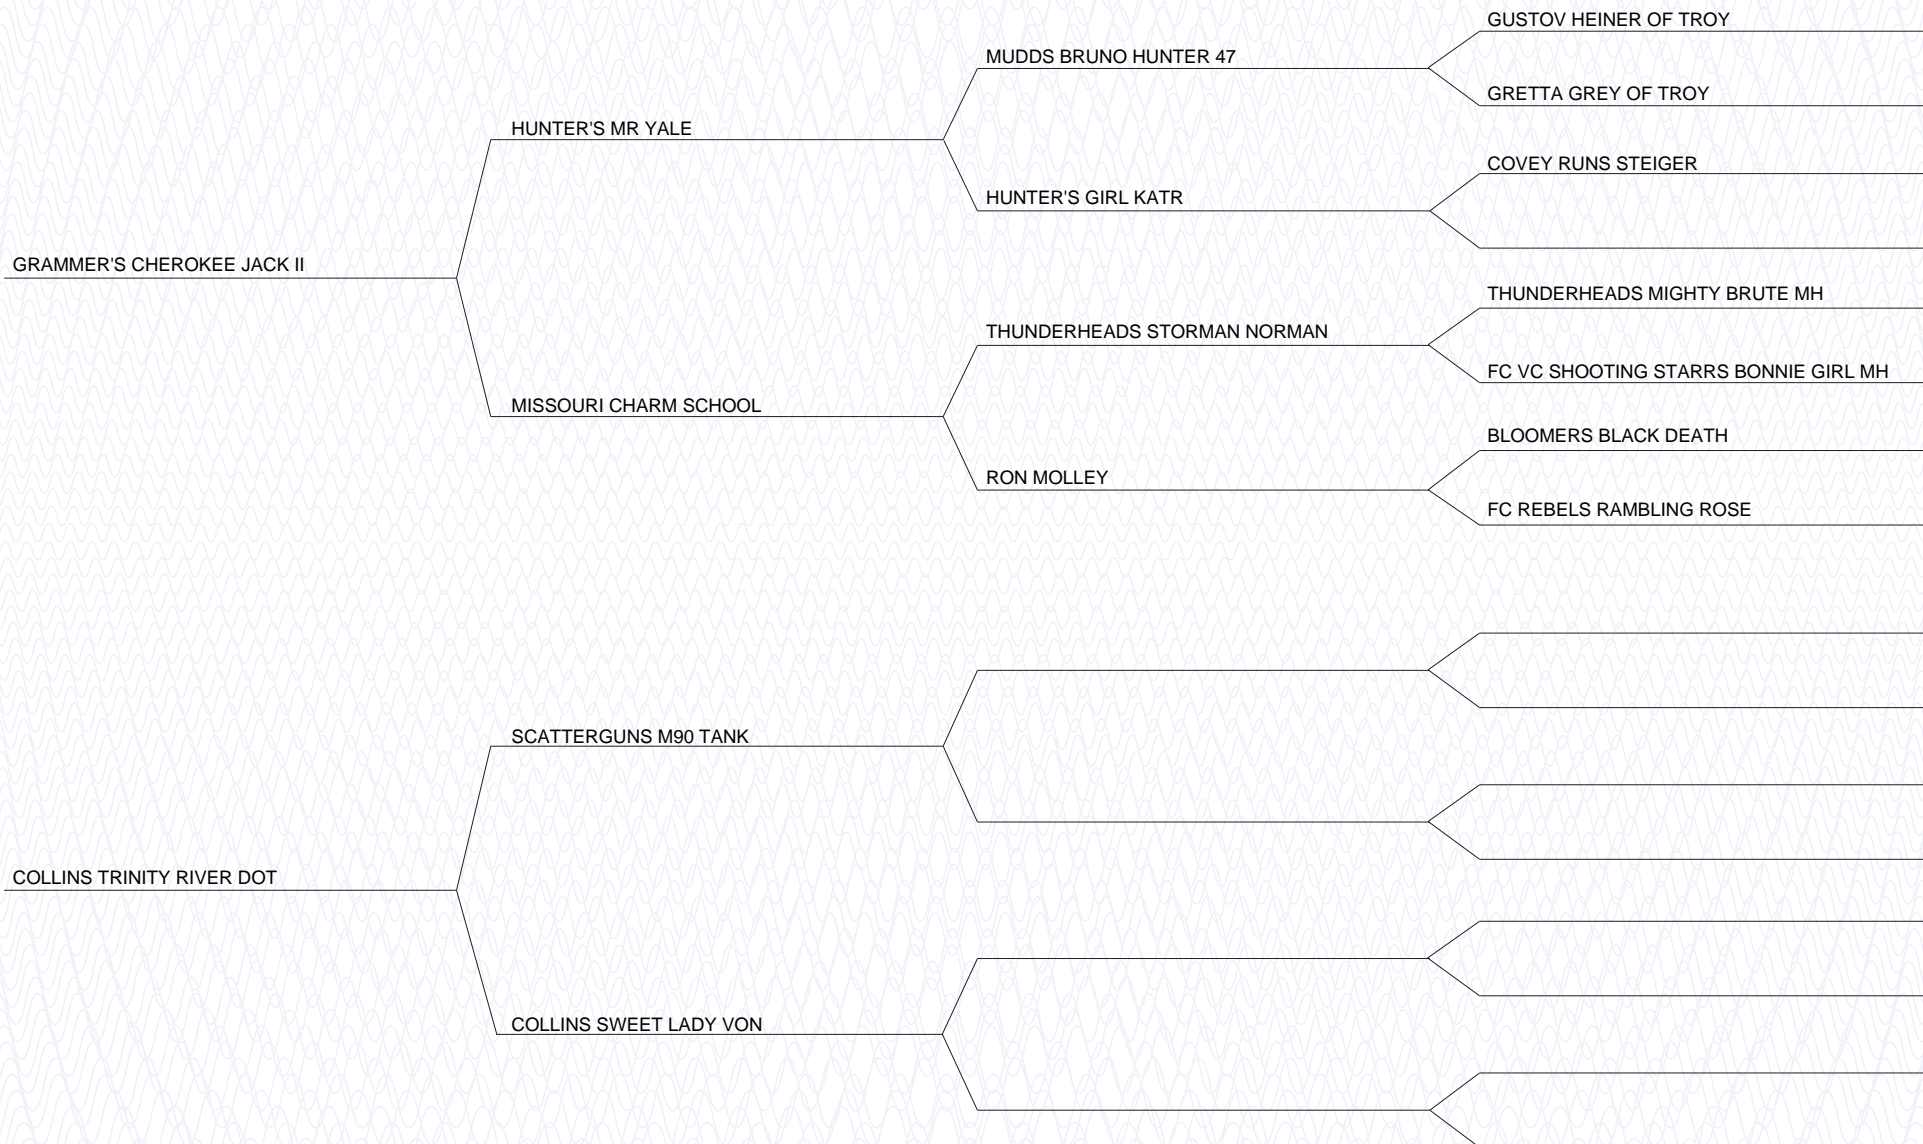 GUSTOV HEINER OF TROY
MUDDS BRUNO HUNTER 47
GRETTA GREY OF TROY
HUNTER'S MR YALE
COVEY RUNS STEIGER
HUNTER'S GIRL KATR
GRAMMER'S CHEROKEE JACK II
THUNDERHEADS MIGHTY BRUTE MH
THUNDERHEADS STORMAN NORMAN
FC VC SHOOTING STARRS BONNIE GIRL MH
MISSOURI CHARM SCHOOL
BLOOMERS BLACK DEATH
RON MOLLEY
FC REBELS RAMBLING ROSE
SCATTERGUNS M90 TANK
COLLINS TRINITY RIVER DOT
COLLINS SWEET LADY VON